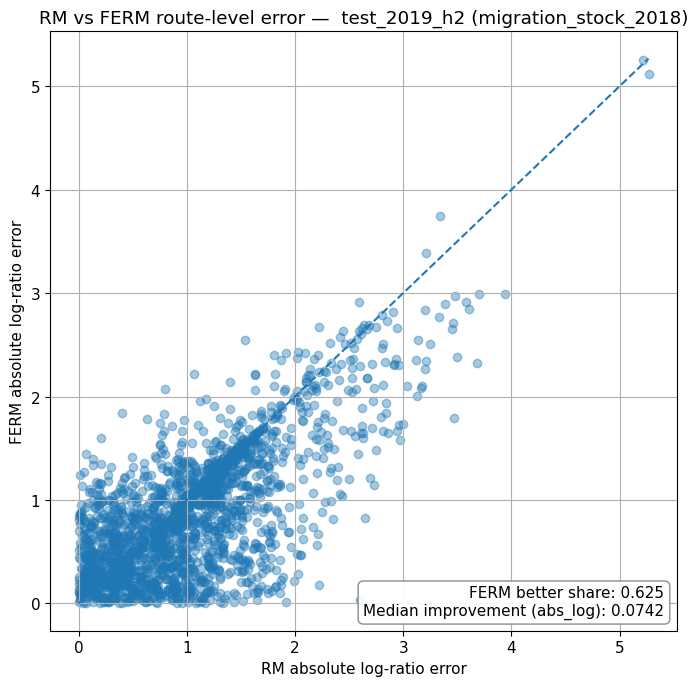 RM vs FERM route-level error —  test_2019_h2 (migration_stock_2018)
FERM absolute log-ratio error
5
4
3
2
1
0
FERM better share: 0.625
Median improvement (abs_log): 0.0742
0 1 2 3 4 5
RM absolute log-ratio error